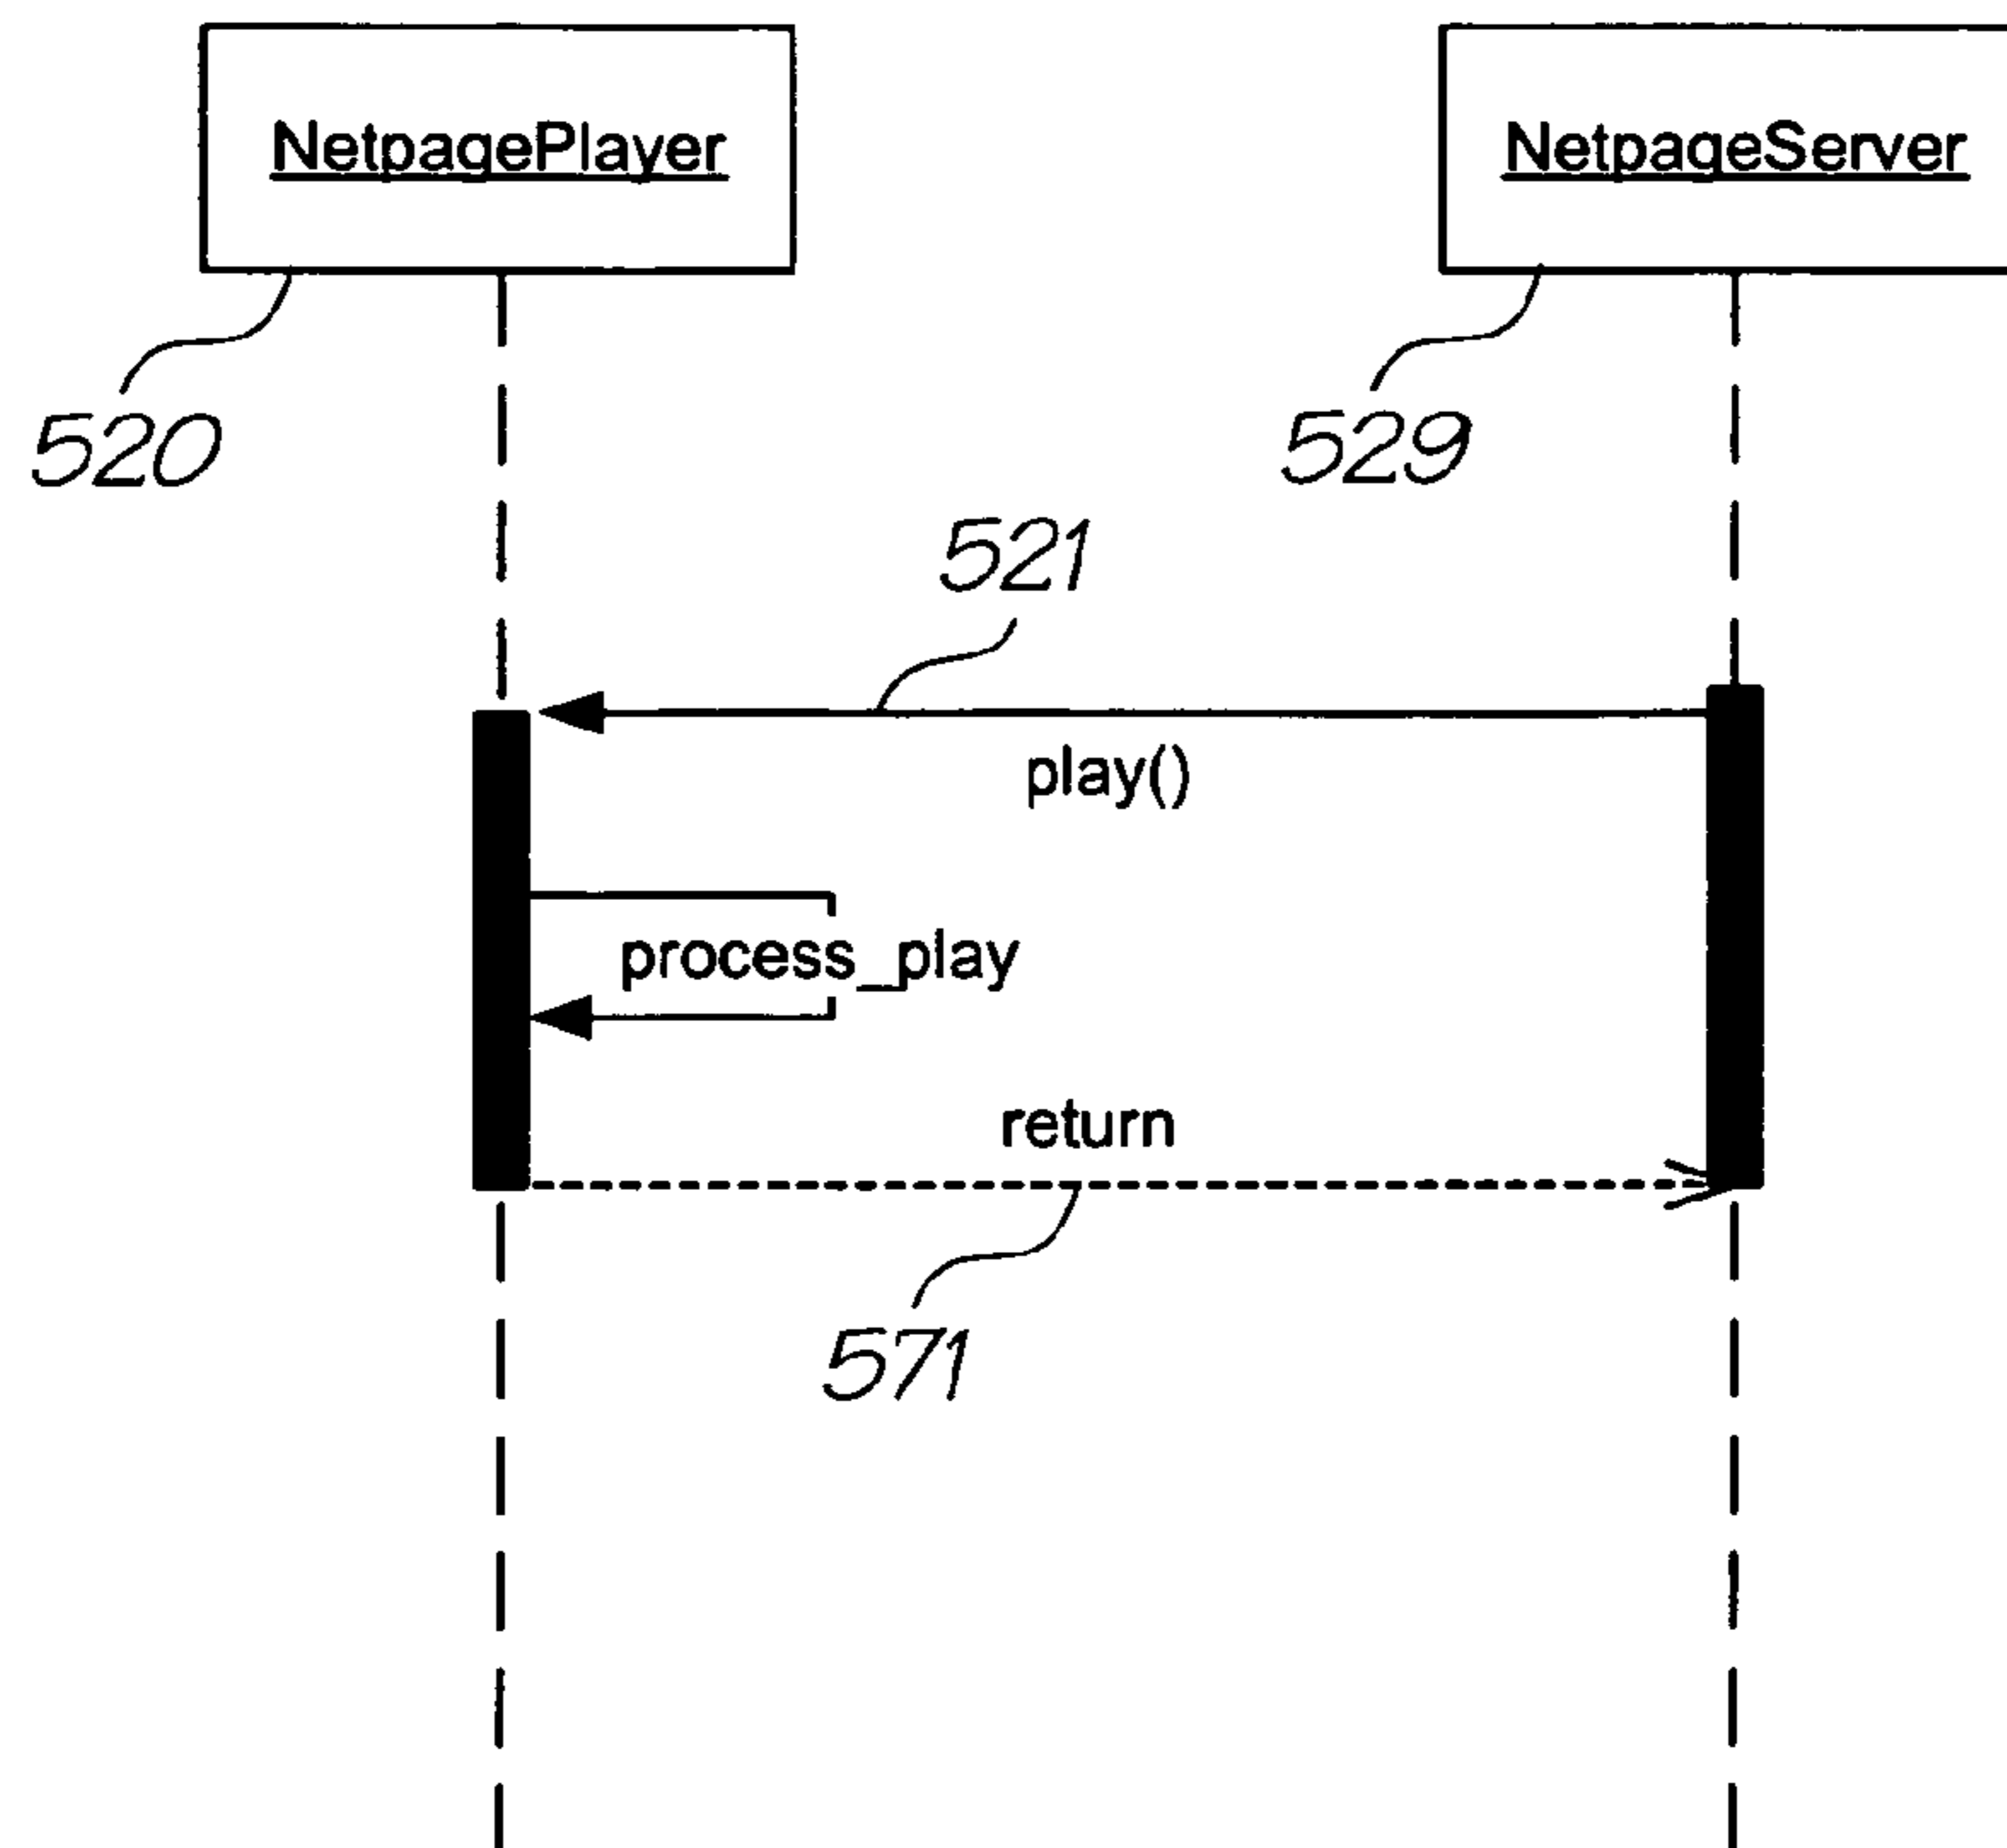 NetpagePlayer
NetpageServer
520
529
521
play()
process_play
return
571